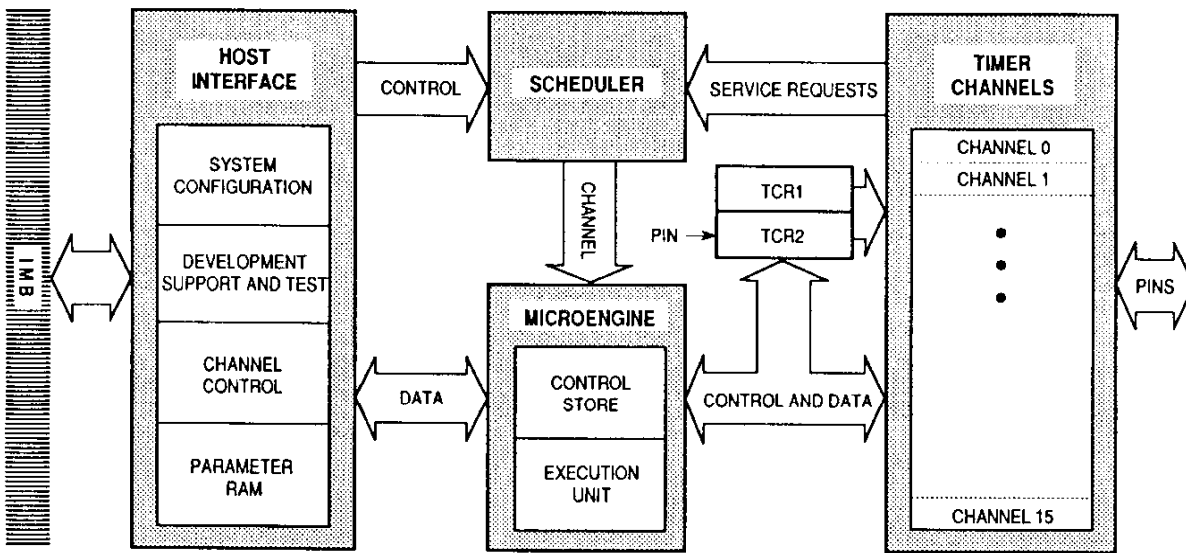 IMB
HOST
INTERFACE
SYSTEM
CONFIGURATION
DEVELOPMENT
SUPPORT AND TEST
CHANNEL
CONTROL
PARAMETER
RAM
CONTROL
DATA
SCHEDULER
CHANNEL
MICROENGINE
CONTROL
STORE
EXECUTION
UNIT
SERVICE REQUESTS
TCR1
PIN
TCR2
CONTROL AND DATA
TIMER
CHANNELS
CHANNEL 0
CHANNEL 1
CHANNEL 15
PINS